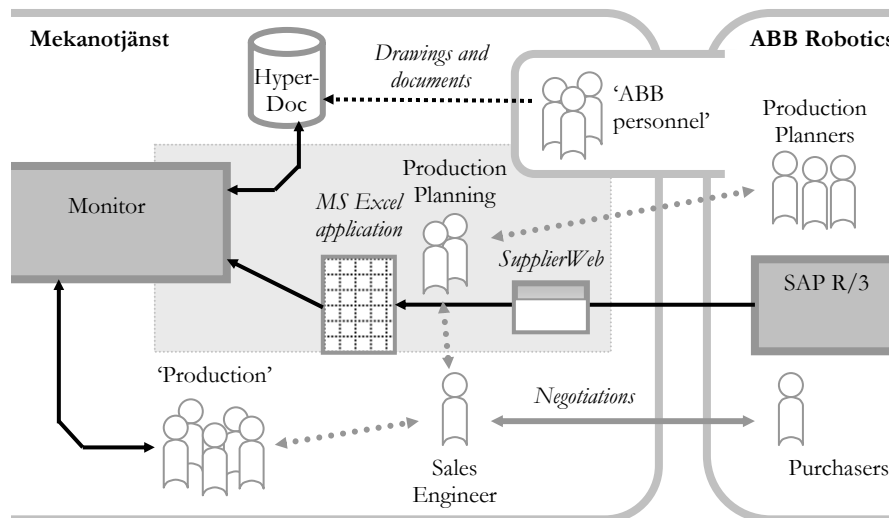 Mekanotjänst
ABB Robotics
Hyper-
Doc
Drawings and
documents
‘ABB
personnel’
Production
Planners
Monitor
Production
Planning
MS Excel
application
SupplierWeb
SAP R/3
‘Production’
Negotiations
Sales
Engineer
Purchasers